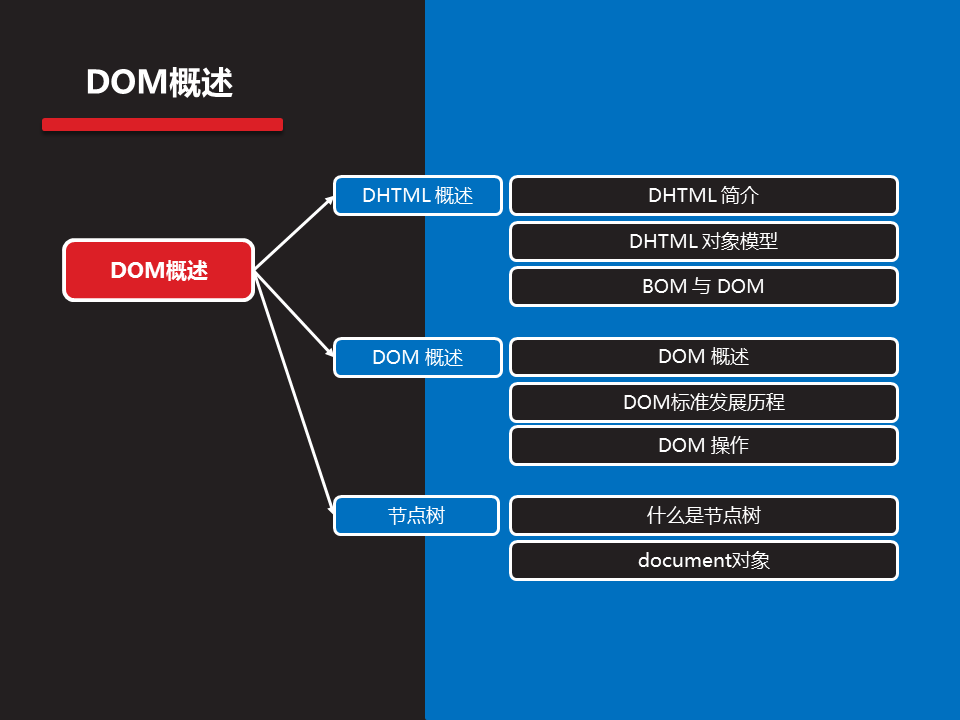 DOM概述
DOM概述
DHTML 概述
DHTML 简介
DHTML 对象模型
BOM 与 DOM
DOM 概述
DOM 概述
DOM标准发展历程
DOM 操作
节点树
什么是节点树
document对象